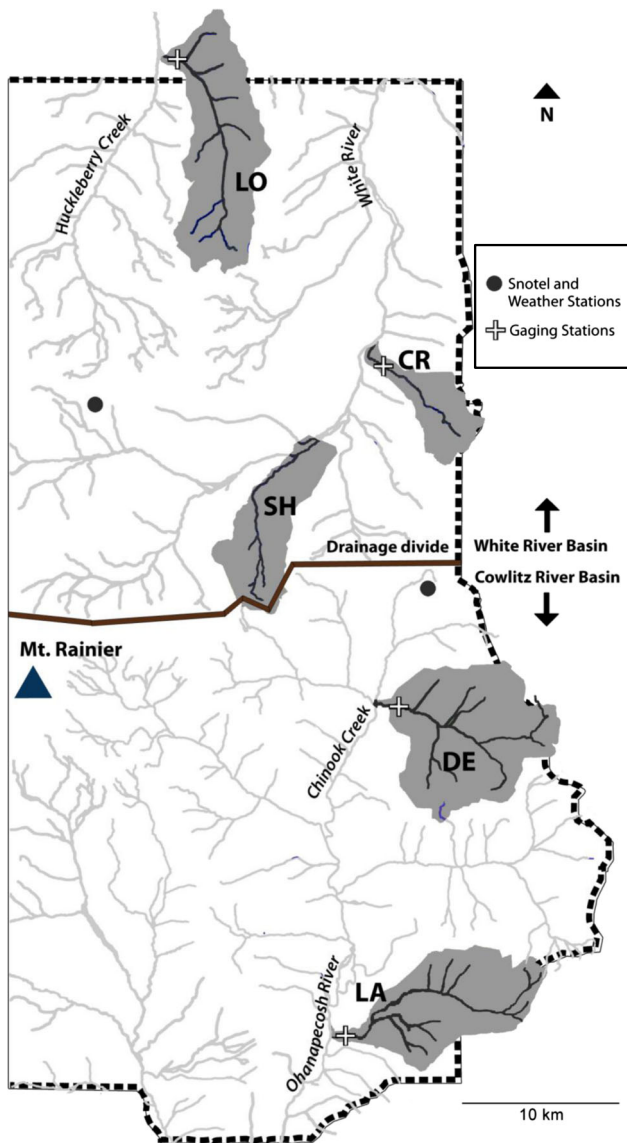 N
Huckleberry Creek
LO
White River
Snotel and
Weather Stations
Gaging Stations
CR
SH
Drainage divide
White River Basin
Cowlitz River Basin
Mt. Rainier
Chinook Creek
DE
Ohanapecosh River
LA
10 km